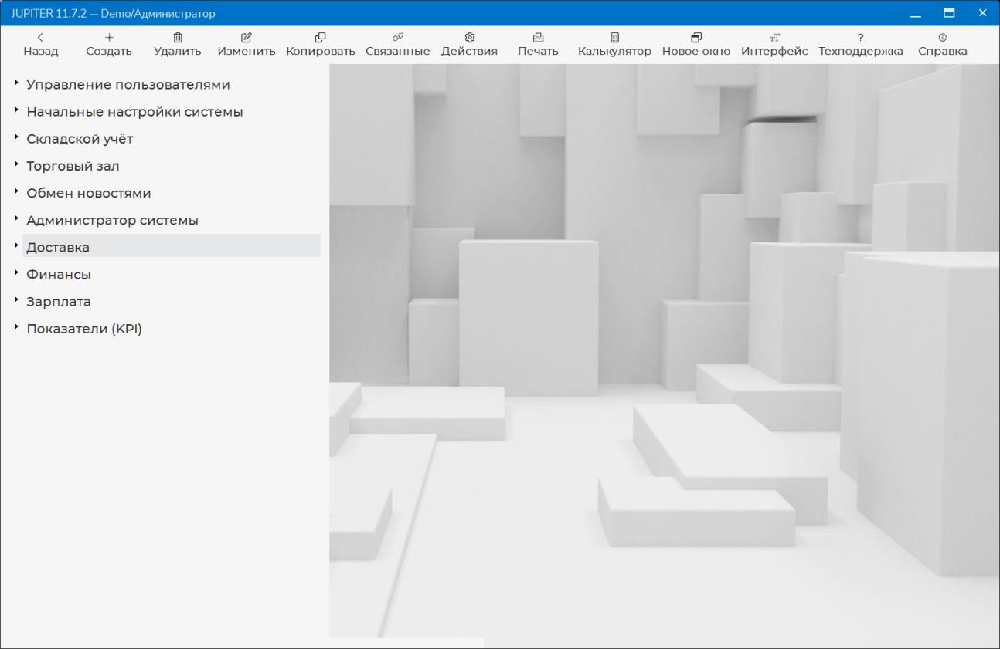 JUPITER 11.7.2 -- Demo/Администратор
Назад Создать Удалить Изменить Копировать Связанные Действия Печать Калькулятор Новое окно Интерфейс Техподдержка Справка
Управление пользователями
Начальные настройки системы
Складской учёт
Торговый зал
Обмен новостями
Администратор системы
Доставка
Финансы
Зарплата
Показатели (KPI)